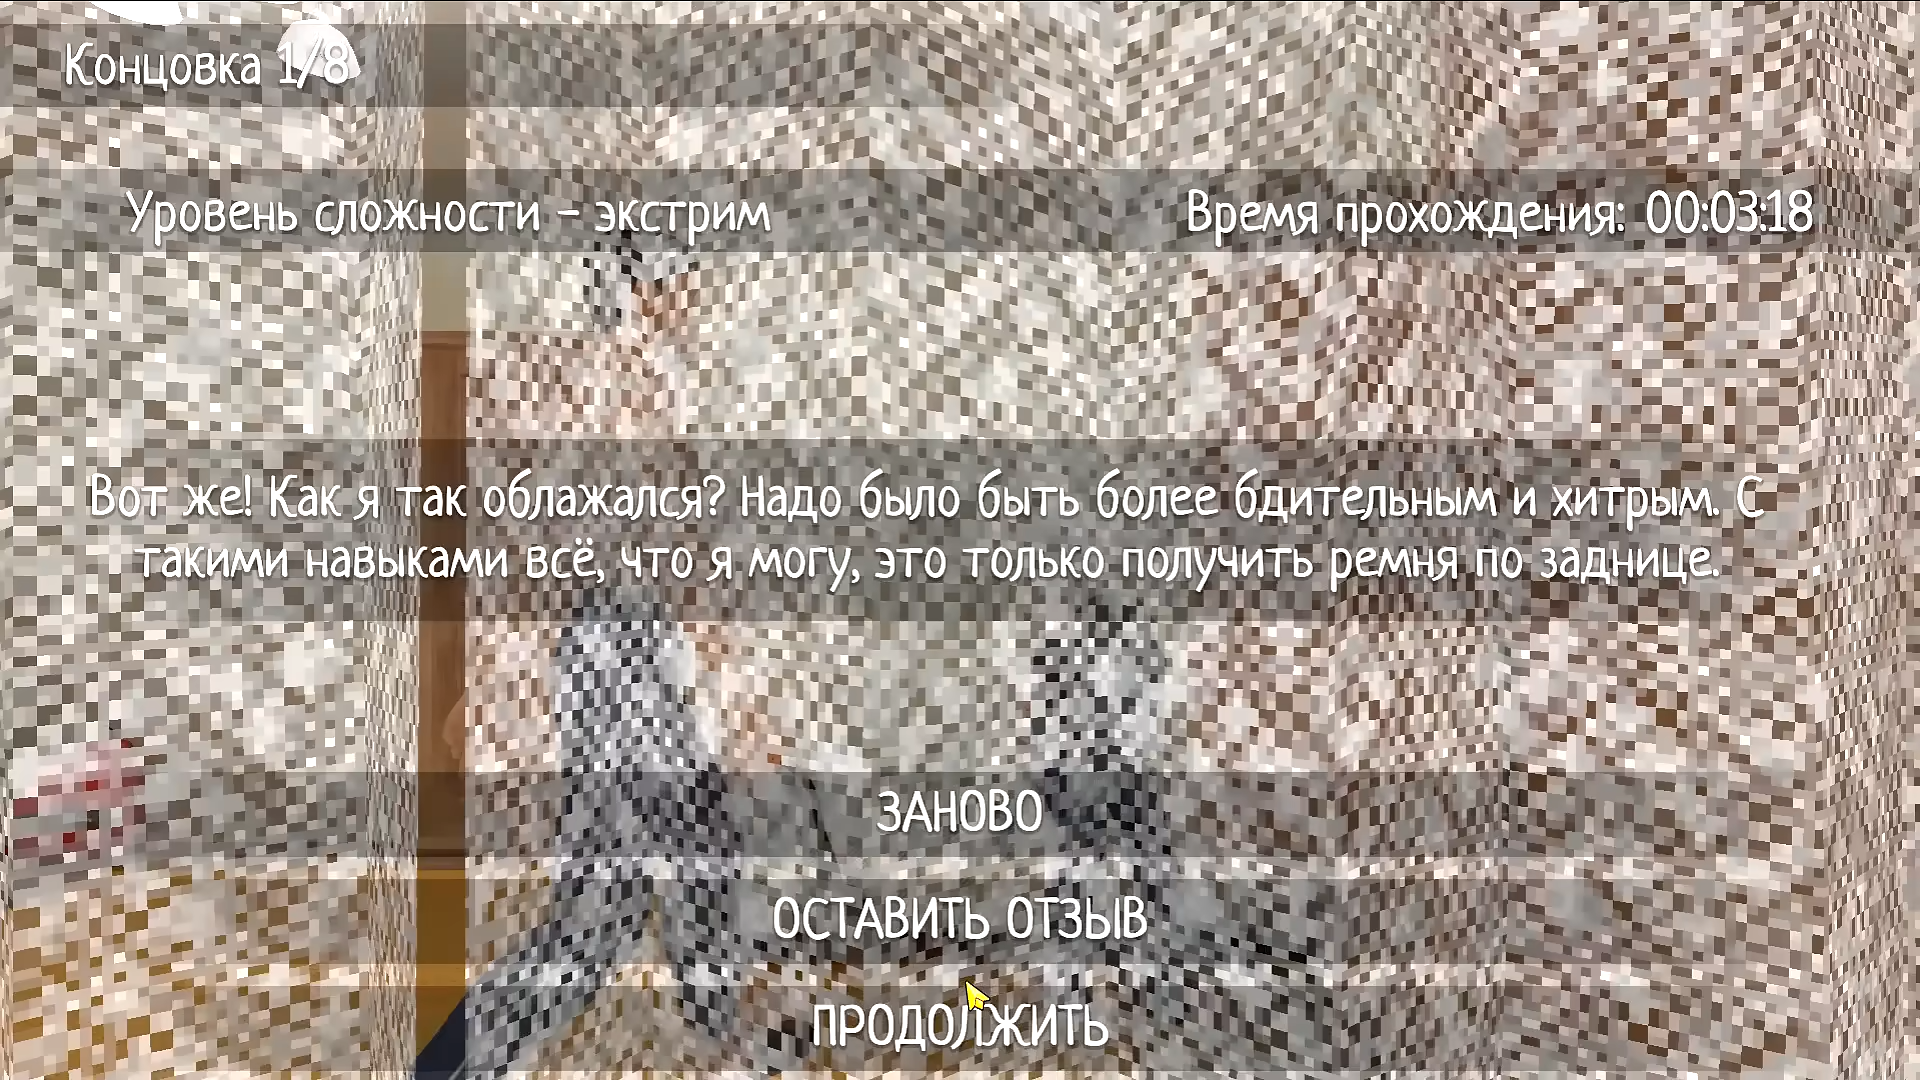 Концовка 1/8
Уровень сложности - экстрим
Время прохождения: 00:03:18
Вот же! Как я так облажался? Надо было быть более бдительным и хитрым. С
такими навыками всё, что я могу, это только получить ремня по заднице.
ЗАНОВО
ОСТАВИТЬ ОТЗЫВ
ПРОДОЛЖИТЬ